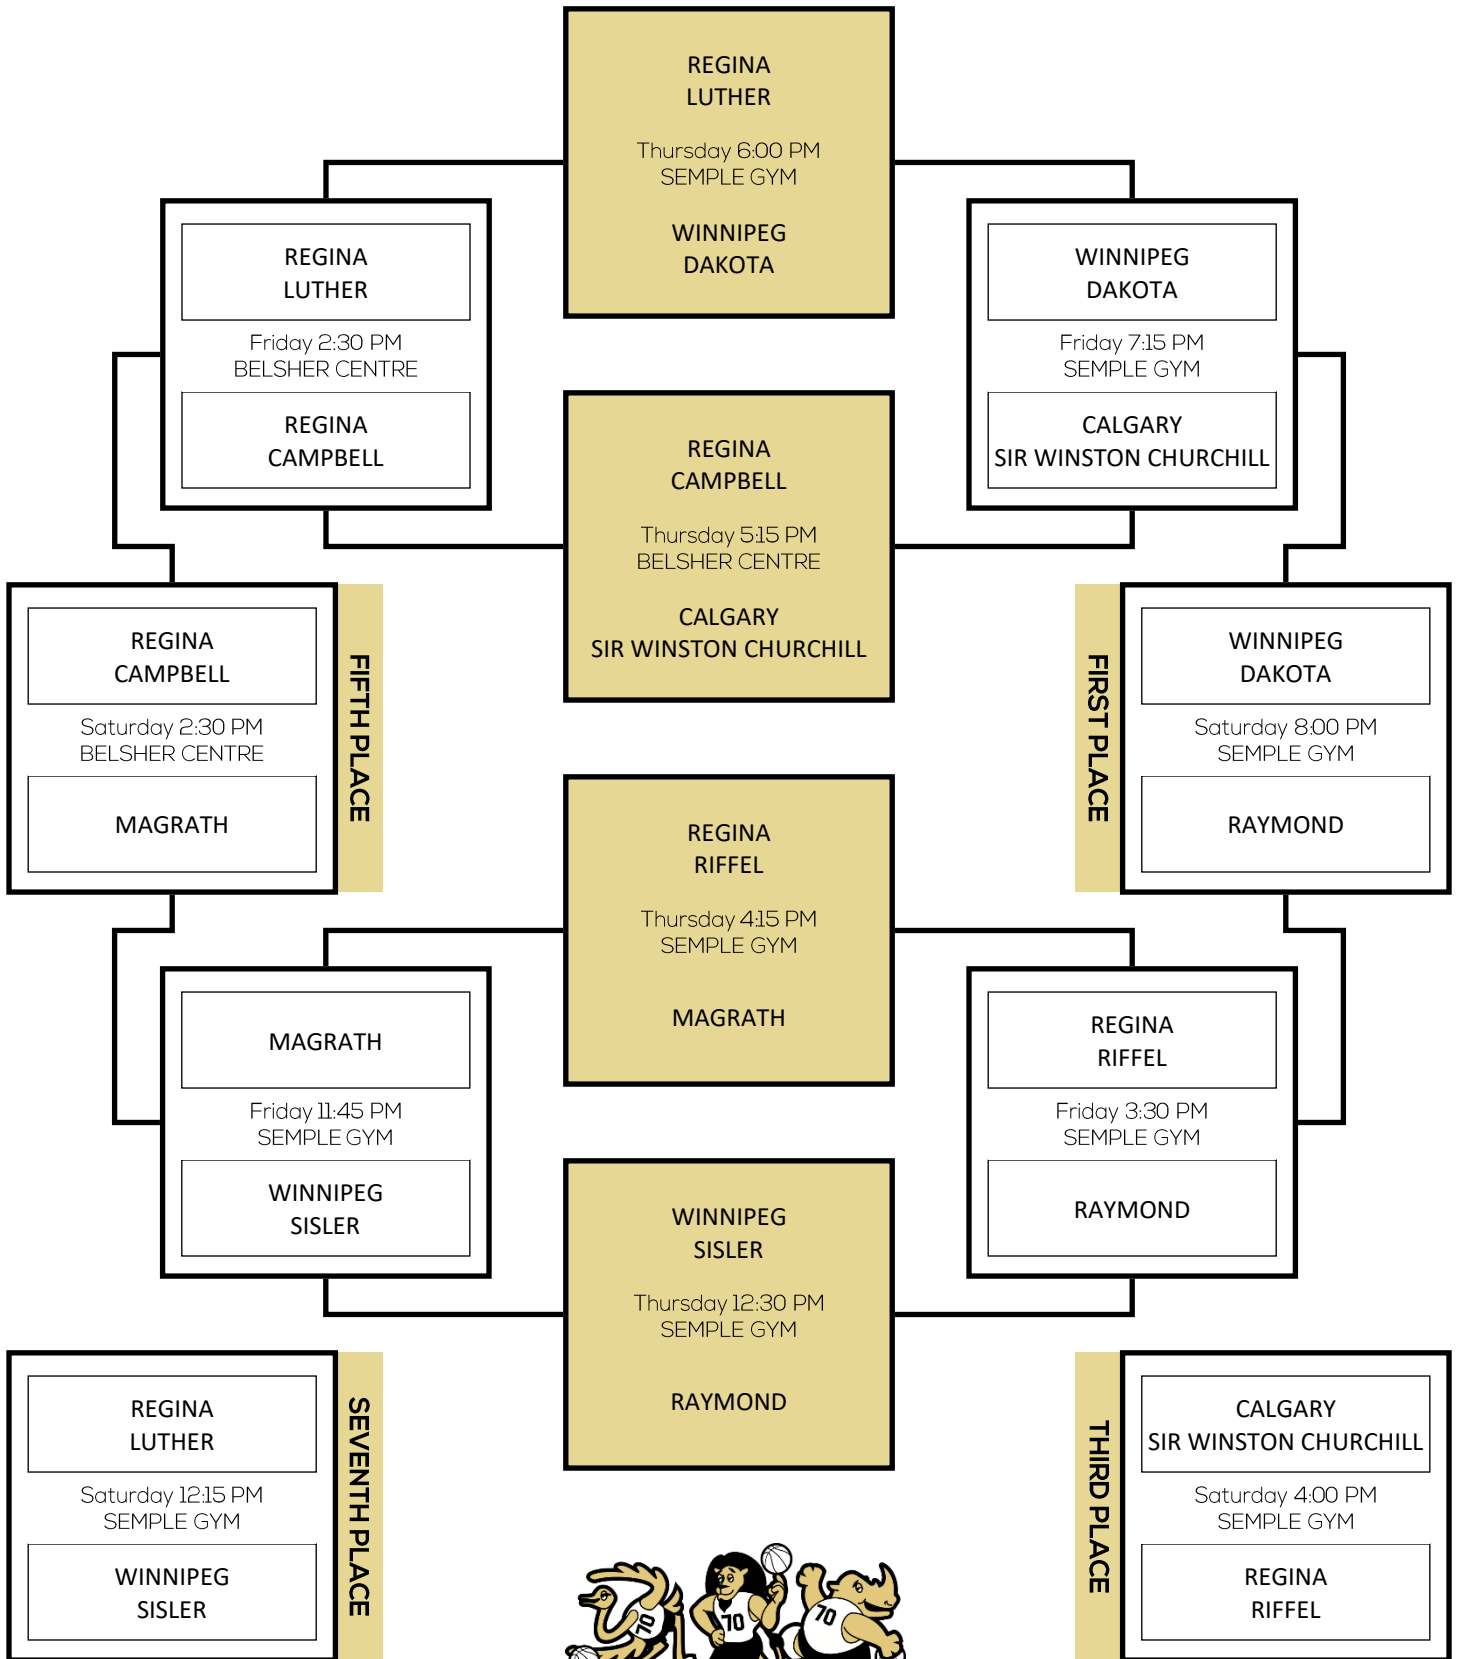 REGINA
LUTHER
Thursday 6:00 PM
SEMPLE GYM
WINNIPEG
DAKOTA
REGINA
LUTHER
Friday 2:30 PM
BELSHER CENTRE
REGINA
CAMPBELL
WINNIPEG
DAKOTA
Friday 7:15 PM
SEMPLE GYM
CALGARY
SIR WINSTON CHURCHILL
REGINA
CAMPBELL
Thursday 5:15 PM
BELSHER CENTRE
CALGARY
SIR WINSTON CHURCHILL
REGINA
CAMPBELL
Saturday 2:30 PM
BELSHER CENTRE
MAGRATH
FIFTH PLACE
FIRST PLACE
WINNIPEG
DAKOTA
Saturday 8:00 PM
SEMPLE GYM
RAYMOND
REGINA
RIFFEL
Thursday 4:15 PM
SEMPLE GYM
MAGRATH
MAGRATH
Friday 11:45 PM
SEMPLE GYM
WINNIPEG
SISLER
REGINA
RIFFEL
Friday 3:30 PM
SEMPLE GYM
RAYMOND
WINNIPEG
SISLER
Thursday 12:30 PM
SEMPLE GYM
RAYMOND
REGINA
LUTHER
Saturday 12:15 PM
SEMPLE GYM
WINNIPEG
SISLER
SEVENTH PLACE
THIRD PLACE
CALGARY
SIR WINSTON CHURCHILL
Saturday 4:00 PM
SEMPLE GYM
REGINA
RIFFEL
70
70
70